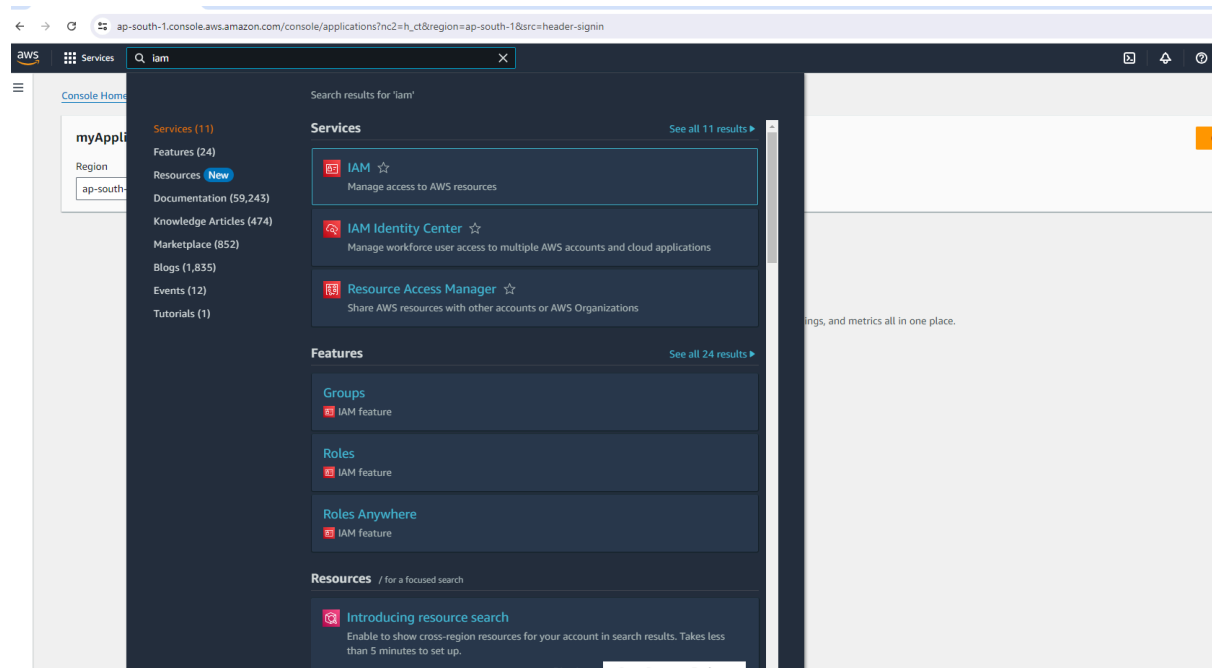 ap-south-1.console.aws.amazon.com/console/applications?nc2=h_ct&region=ap-south-1&src=header-signin
aws
Services
iam
Console Home
myAppli
Region
ap-south-
Search results for 'iam'
Services (11)
Features (24)
Resources New
Documentation (59,243)
Knowledge Articles (474)
Marketplace (852)
Blogs (1,835)
Events (12)
Tutorials (1)
Services
See all 11 results
IAM
Manage access to AWS resources
IAM Identity Center
Manage workforce user access to multiple AWS accounts and cloud applications
Resource Access Manager
Share AWS resources with other accounts or AWS Organizations
ings, and metrics all in one place.
Features
See all 24 results
Groups
IAM feature
Roles
IAM feature
Roles Anywhere
IAM feature
Resources / for a focused search
Introducing resource search
Enable to show cross-region resources for your account in search results. Takes less
than 5 minutes to set up.